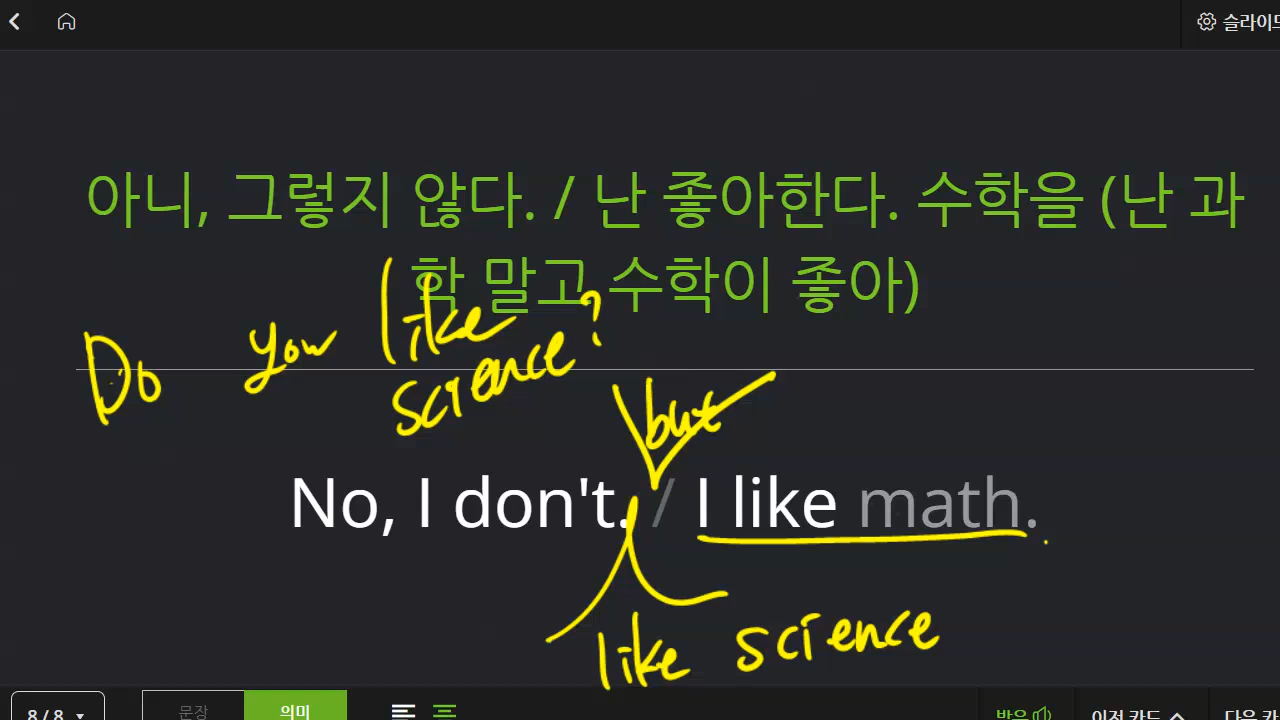 슬라이드
아니, 그렇지 않다. / 난 좋아한다. 수학을 (난 과
학 말고 수학이 좋아)
Do you like
science?
but
No, I don't. / I like math.
like science
8 / 8
문장
의미
발음
이전 카드
다음 카